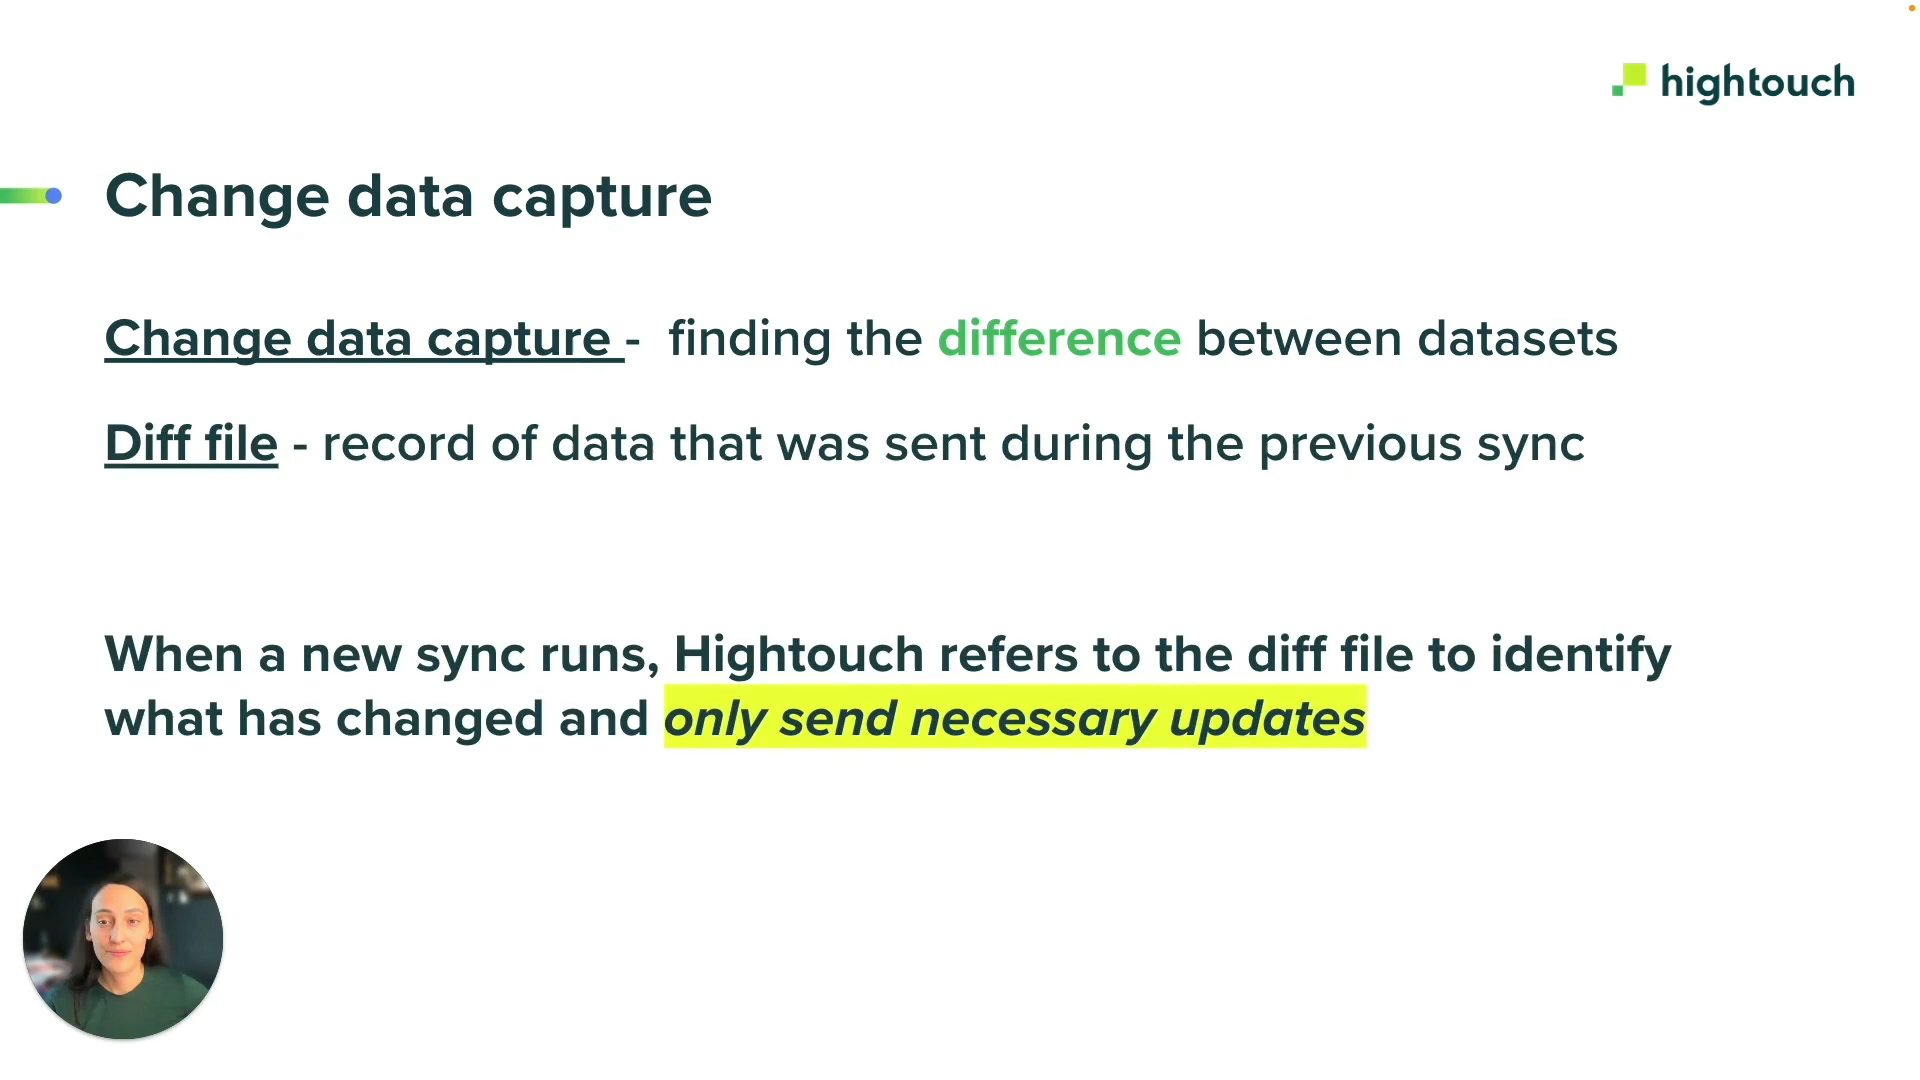 hightouch
Change data capture
Change data capture - finding the difference between datasets
Diff file - record of data that was sent during the previous sync
When a new sync runs, Hightouch refers to the diff file to identify
what has changed and only send necessary updates